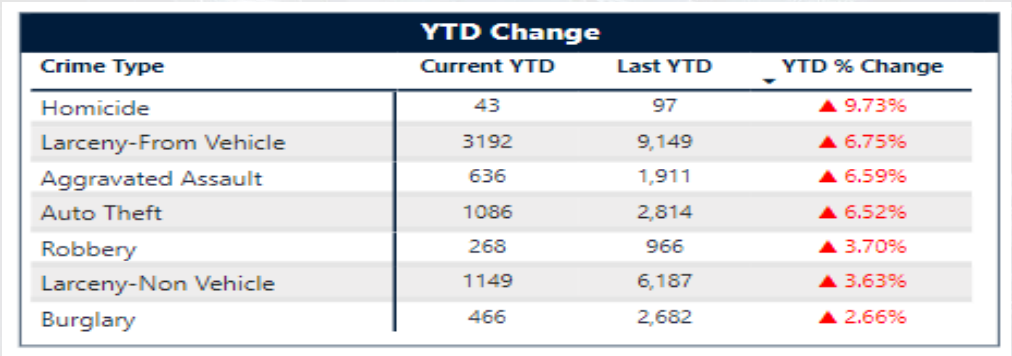 YTD Change
Crime Type Current YTD Last YTD YTD % Change
Homicide 43 97 ▲ 9.73%
Larceny-From Vehicle 3192 9,149 ▲ 6.75%
Aggravated Assault 636 1,911 ▲ 6.59%
Auto Theft 1086 2,814 ▲ 6.52%
Robbery 268 966 ▲ 3.70%
Larceny-Non Vehicle 1149 6,187 ▲ 3.63%
Burglary 466 2,682 ▲ 2.66%